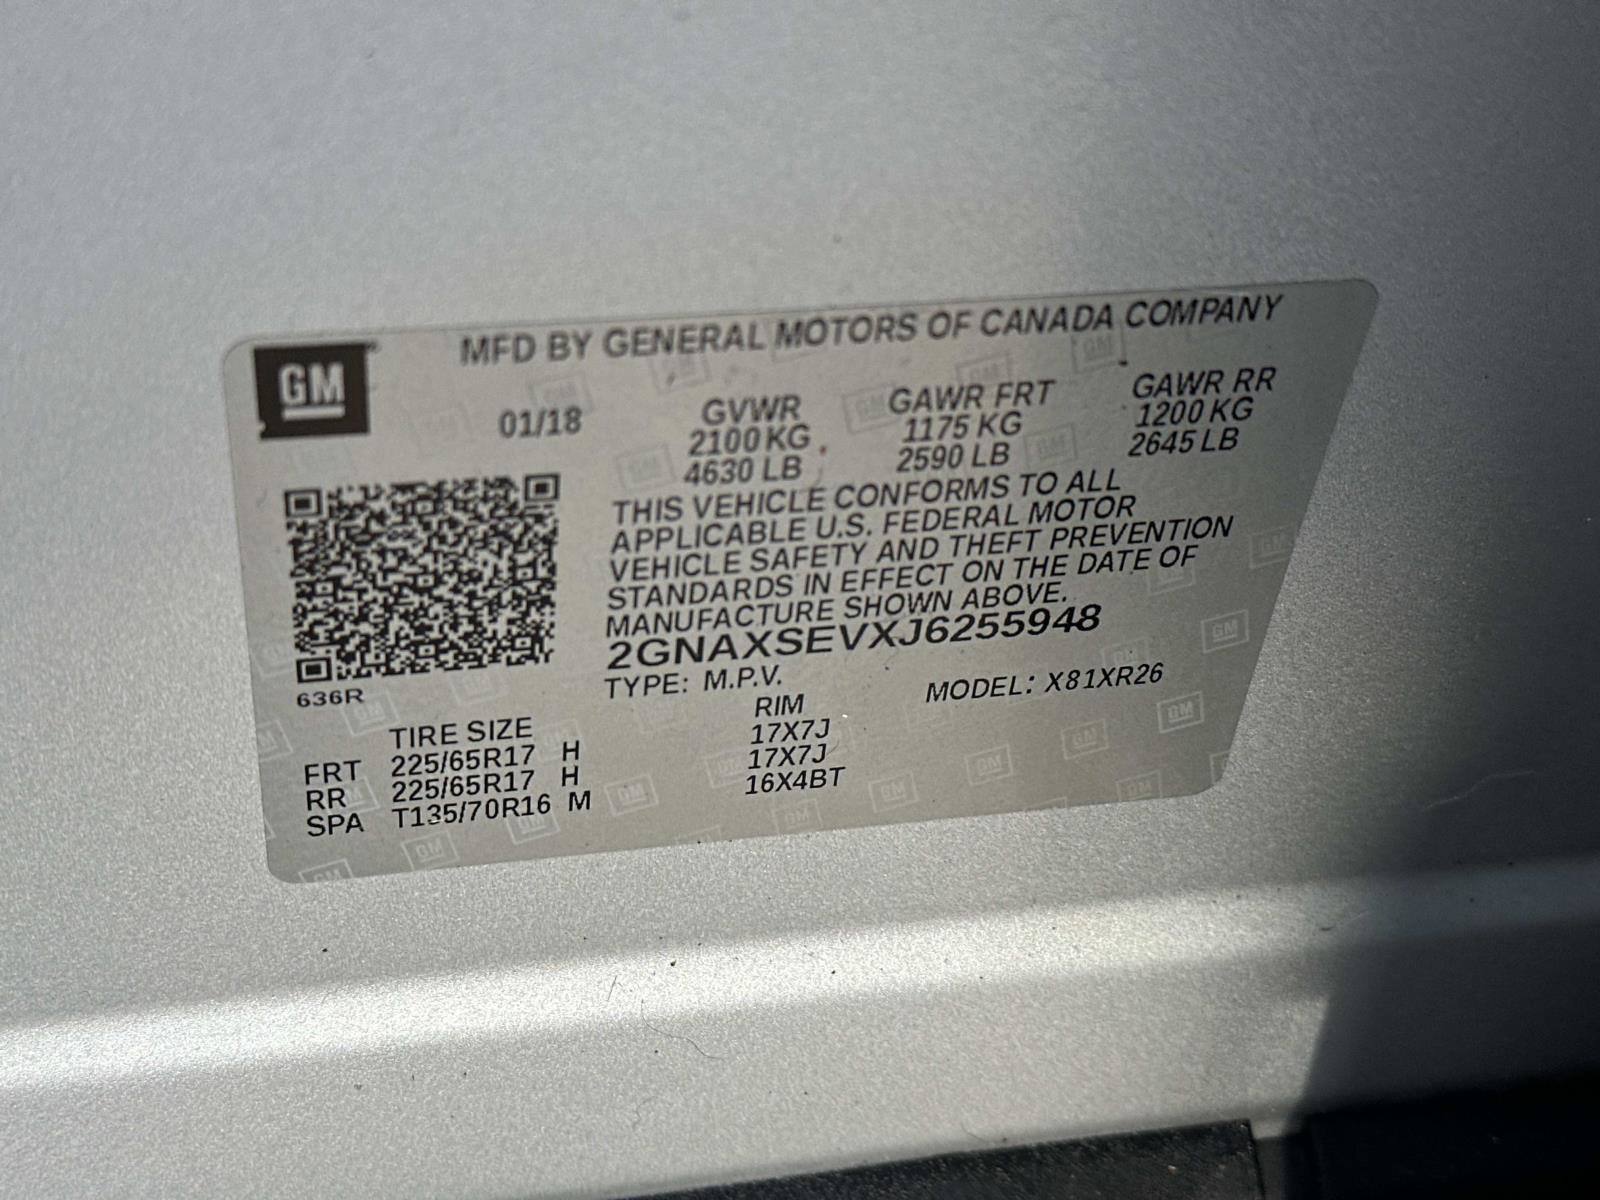 MFD BY GENERAL MOTORS OF CANADA COMPANY
GM
01/18
GVWR GAWR FRT GAWR RR
2100KG 1175 KG 1200 KG
4630 LB 2590 LB 2645 LB
THIS VEHICLE CONFORMS TO ALL
APPLICABLE U.S. FEDERAL MOTOR
VEHICLE SAFETY AND THEFT PREVENTION
STANDARDS IN EFFECT ON THE DATE OF
MANUFACTURE SHOWN ABOVE.
2GNAXSEVXJ6255948
636R
TYPE: M.P.V. MODEL: X81XR26
TIRE SIZE RIM
FRT 225/65R17 H 17X7J
RR 225/65R17 H 17X7J
SPA T135/70R16 M 16X4BT